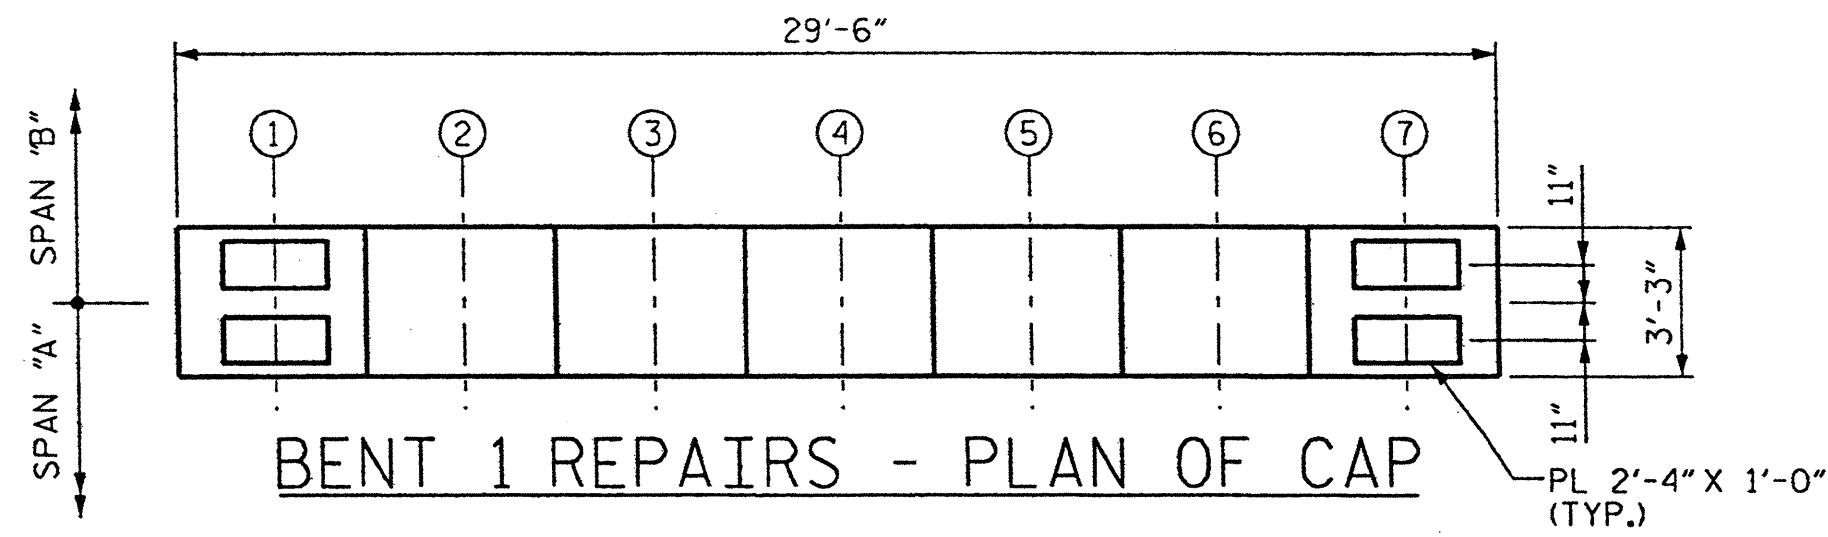 29'-6"
1 2 3 4 5 6 7
SPAN "B"
SPAN "A"
11"
3'-3"
11"
PL 2'-4" X 1'-0"
(TYP.)
BENT 1 REPAIRS - PLAN OF CAP